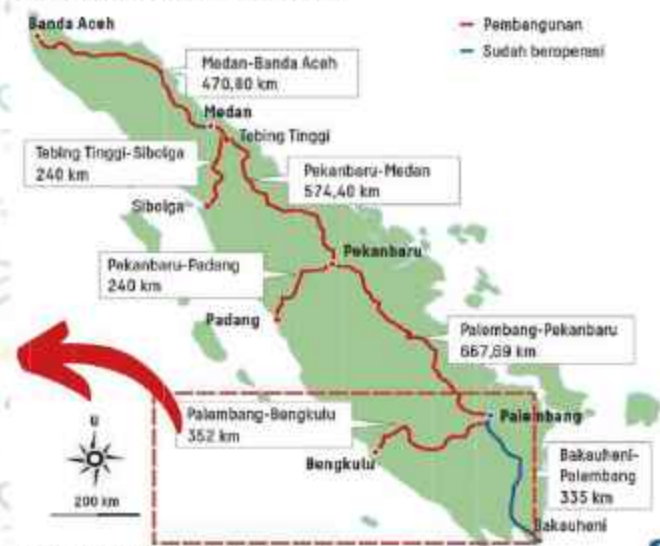 Banda Aceh
Pembangunan
Sudah beroperasi
Medan-Banda Aceh
470,80 km
Medan
Tebing Tinggi
Tebing Tinggi-Sibolga
240 km
Pekanbaru-Medan
574,40 km
Sibolga
Pekanbaru
Pekanbaru-Padang
240 km
Padang
Palembang-Pekanbaru
667,69 km
Palembang-Bengkulu
352 km
Palembang
U
Bengkulu
Bakauheni-
Palembang
335 km
200 km
Bakauheni